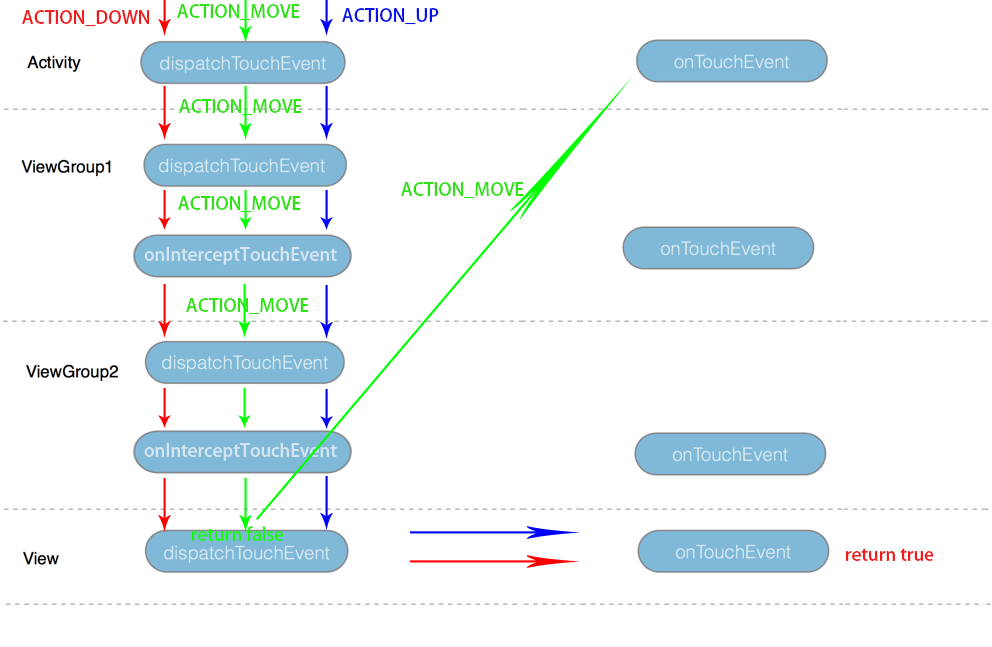 ACTION_DOWN ACTION_MOVE ACTION_UP
Activity dispatchTouchEvent onTouchEvent
ACTION_MOVE
ViewGroup1 dispatchTouchEvent
ACTION_MOVE ACTION_MOVE
onInterceptTouchEvent onTouchEvent
ACTION_MOVE
ViewGroup2 dispatchTouchEvent
onInterceptTouchEvent onTouchEvent
return false
View dispatchTouchEvent onTouchEvent return true